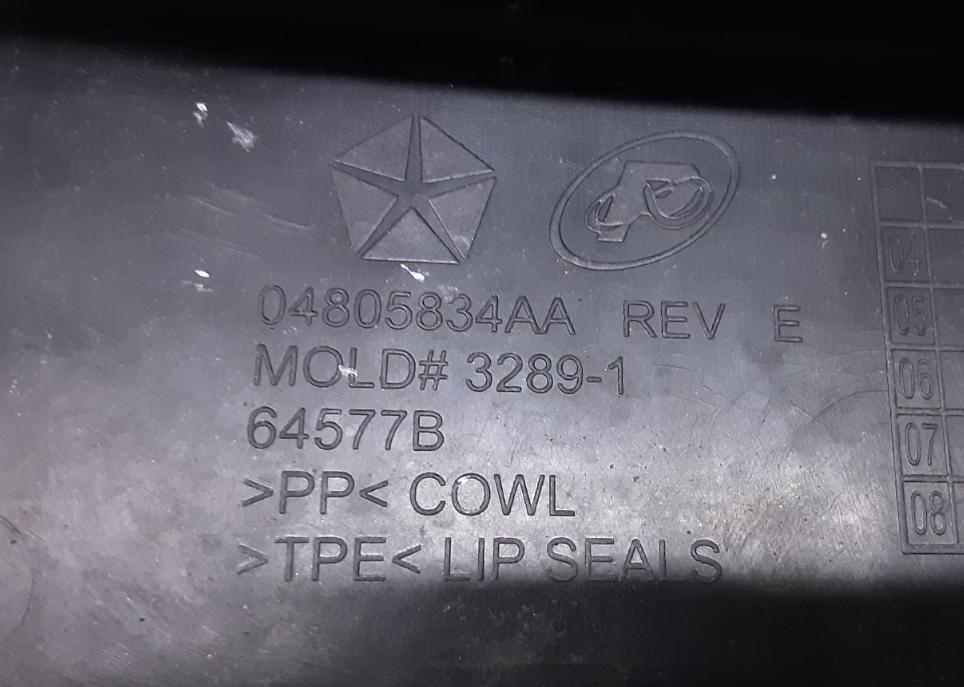 04805834AA REV E
MOLD# 3289-1
64577B
>PP< COWL
>TPE< LIP SEALS
04
05
06
07
08